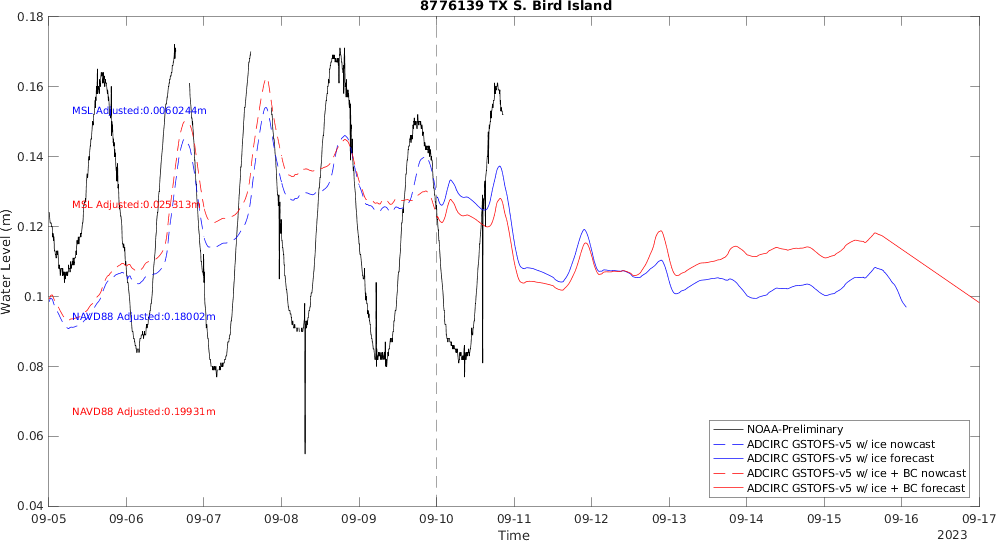 8776139 TX S. Bird Island
0.18
0.16
0.14
0.12
0.1
0.08
0.06
0.04
Water Level (m)
MSL Adjusted:0.0060244m
MSL Adjusted:0.025313m
NAVD88 Adjusted:0.18002m
NAVD88 Adjusted:0.19931m
NOAA-Preliminary
ADCIRC GSTOFS-v5 w/ ice nowcast
ADCIRC GSTOFS-v5 w/ ice forecast
ADCIRC GSTOFS-v5 w/ ice + BC nowcast
ADCIRC GSTOFS-v5 w/ ice + BC forecast
09-05 09-06 09-07 09-08 09-09 09-10 09-11 09-12 09-13 09-14 09-15 09-16 09-17
Time
2023